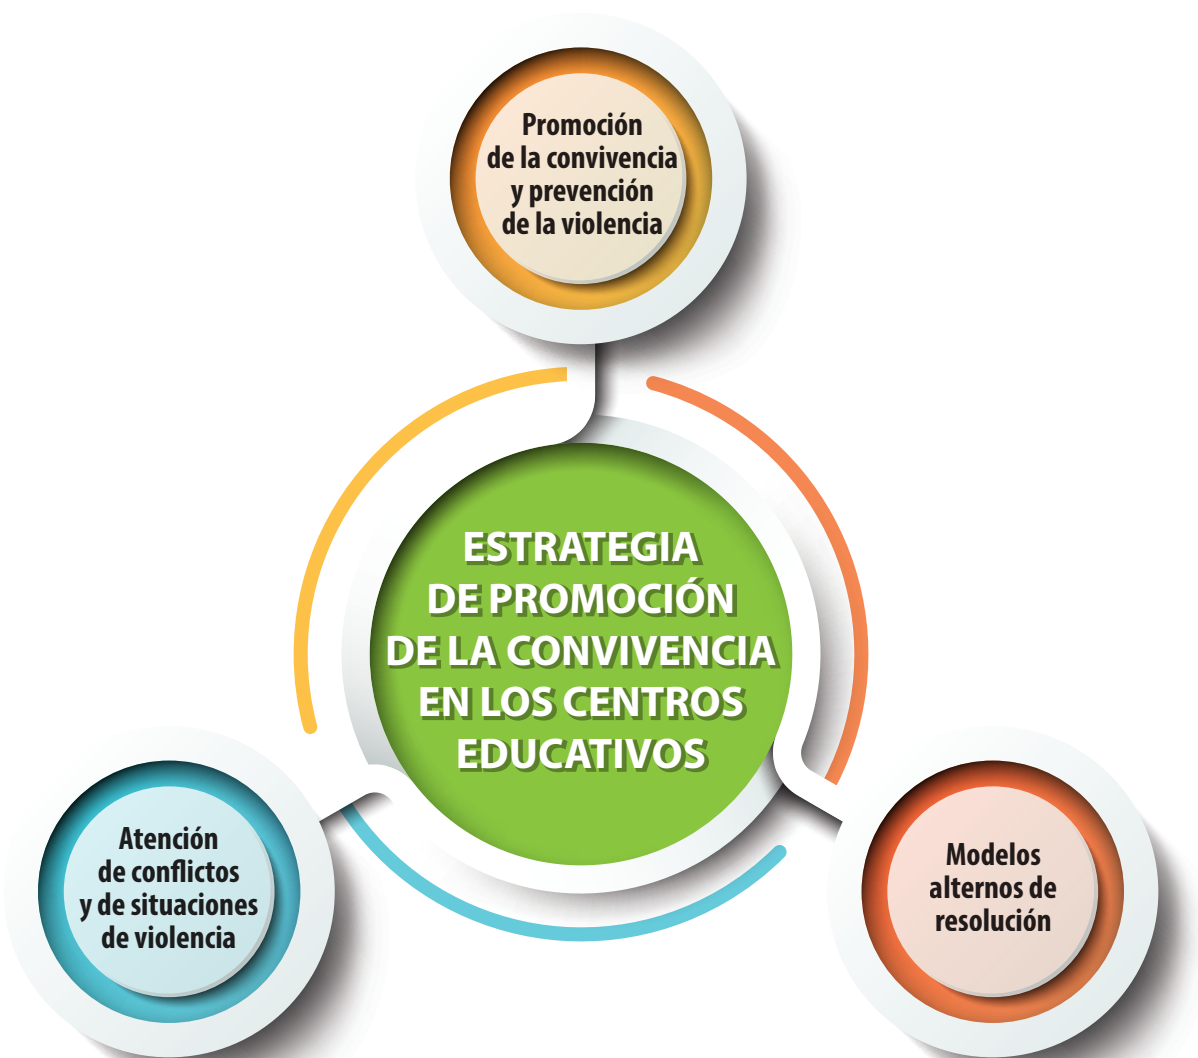 Promoción
de la convivencia
y prevención
de la violencia
ESTRATEGIA
DE PROMOCIÓN
DE LA CONVIVENCIA
EN LOS CENTROS
EDUCATIVOS
Atención
de conflictos
y de situaciones
de violencia
Modelos
alternos de
resolución